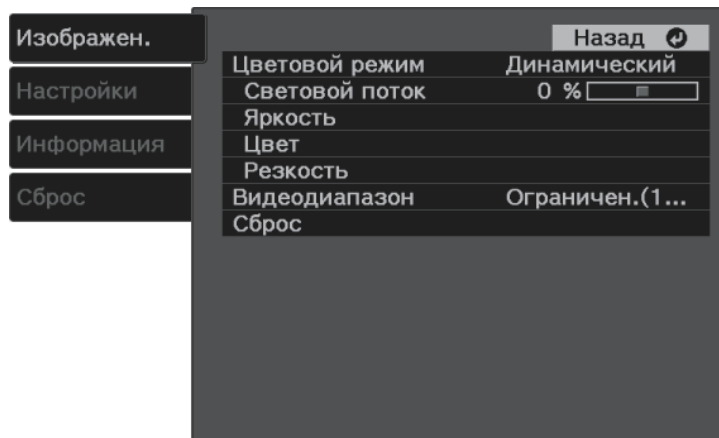 Изображен.
Настройки
Информация
Сброс
Назад
Цветовой режим Динамический
Световой поток 0 %
Яркость
Цвет
Резкость
Видеодиапазон Ограничен.(1...
Сброс